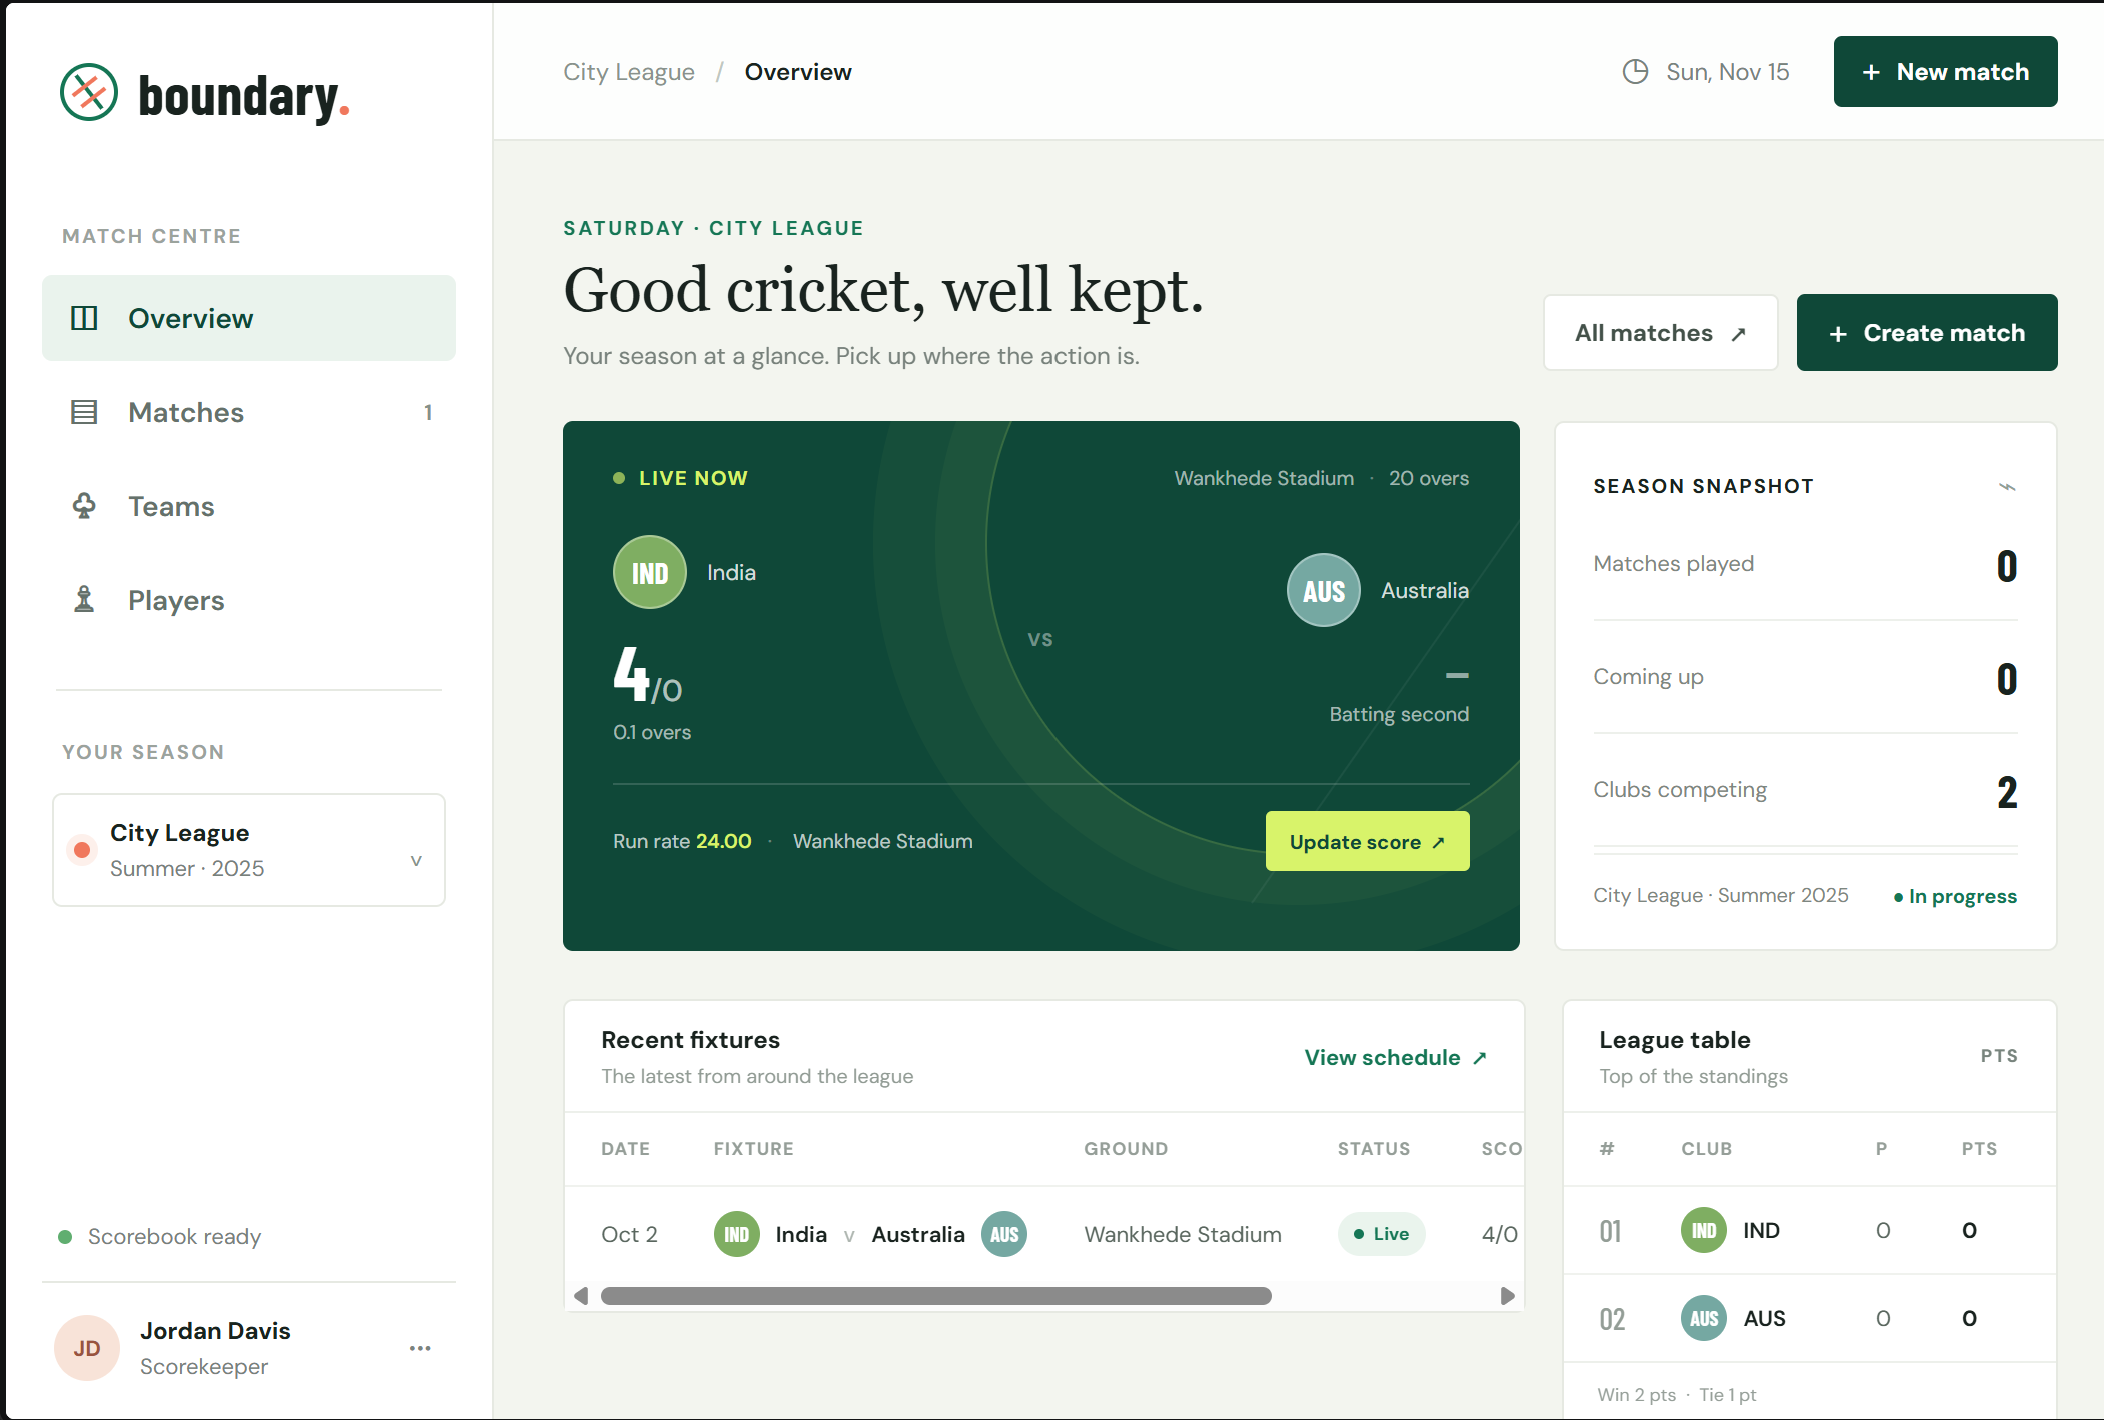 boundary.
MATCH CENTRE
Overview
Matches 1
Teams
Players
YOUR SEASON
City League
Summer · 2025
v
Scorebook ready
JD
Jordan Davis
Scorekeeper
City League / Overview
Sun, Nov 15
+ New match
SATURDAY · CITY LEAGUE
Good cricket, well kept.
Your season at a glance. Pick up where the action is.
All matches ↗
+ Create match
LIVE NOW
Wankhede Stadium · 20 overs
IND India
4/0
0.1 overs
VS
AUS Australia
–
Batting second
Run rate 24.00 · Wankhede Stadium
Update score ↗
SEASON SNAPSHOT
Matches played 0
Coming up 0
Clubs competing 2
City League · Summer 2025 ● In progress
Recent fixtures
The latest from around the league
View schedule ↗
DATE FIXTURE GROUND STATUS SCO
Oct 2 IND India v Australia AUS Wankhede Stadium Live 4/0
League table
Top of the standings
PTS
# CLUB P PTS
01 IND IND 0 0
02 AUS AUS 0 0
Win 2 pts · Tie 1 pt